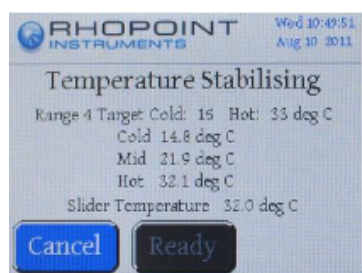 RHOPOINT
INSTRUMENTS
Wed 10:49:51
Aug 10 2011
Temperature Stabilising
Range 4 Target Cold: 15 Hot: 33 deg C
Cold 14.8 deg C
Mid 21.9 deg C
Hot 32.1 deg C
Slider Temperature 32.0 deg C
Cancel
Ready